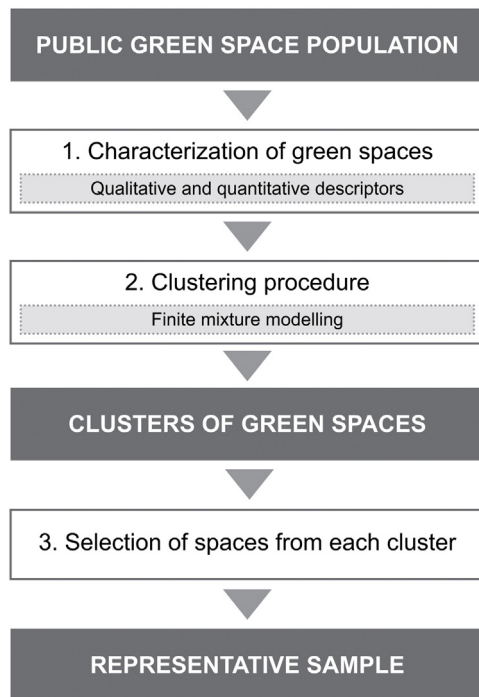 PUBLIC GREEN SPACE POPULATION
1. Characterization of green spaces
Qualitative and quantitative descriptors
2. Clustering procedure
Finite mixture modelling
CLUSTERS OF GREEN SPACES
3. Selection of spaces from each cluster
REPRESENTATIVE SAMPLE